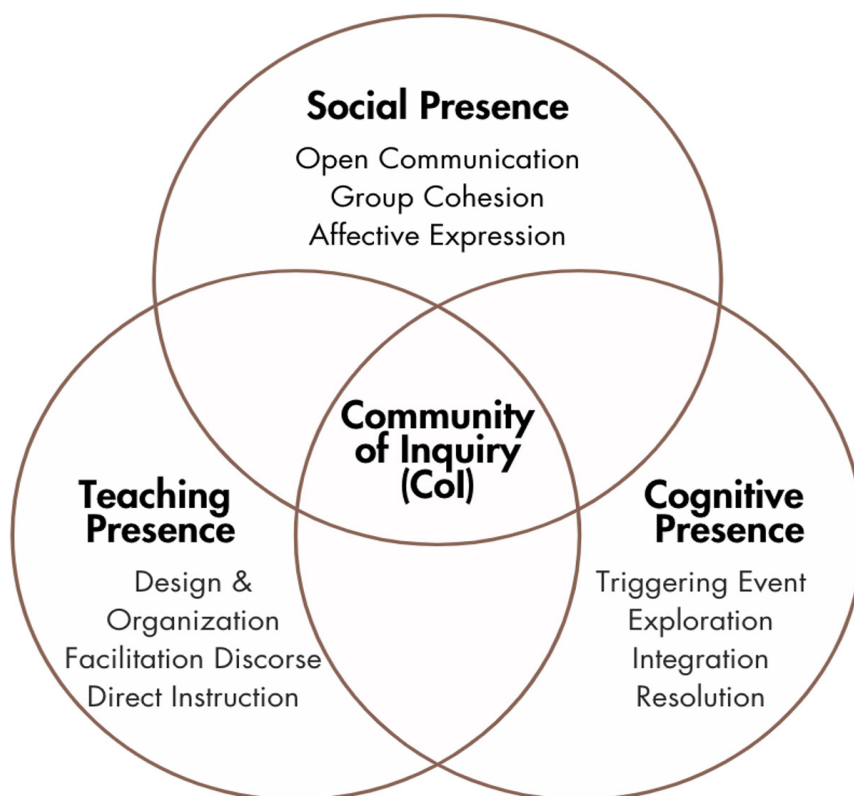 Social Presence
Open Communication
Group Cohesion
Affective Expression
Community
of Inquiry
(CoI)
Teaching
Presence
Design &
Organization
Facilitation Discorse
Direct Instruction
Cognitive
Presence
Triggering Event
Exploration
Integration
Resolution